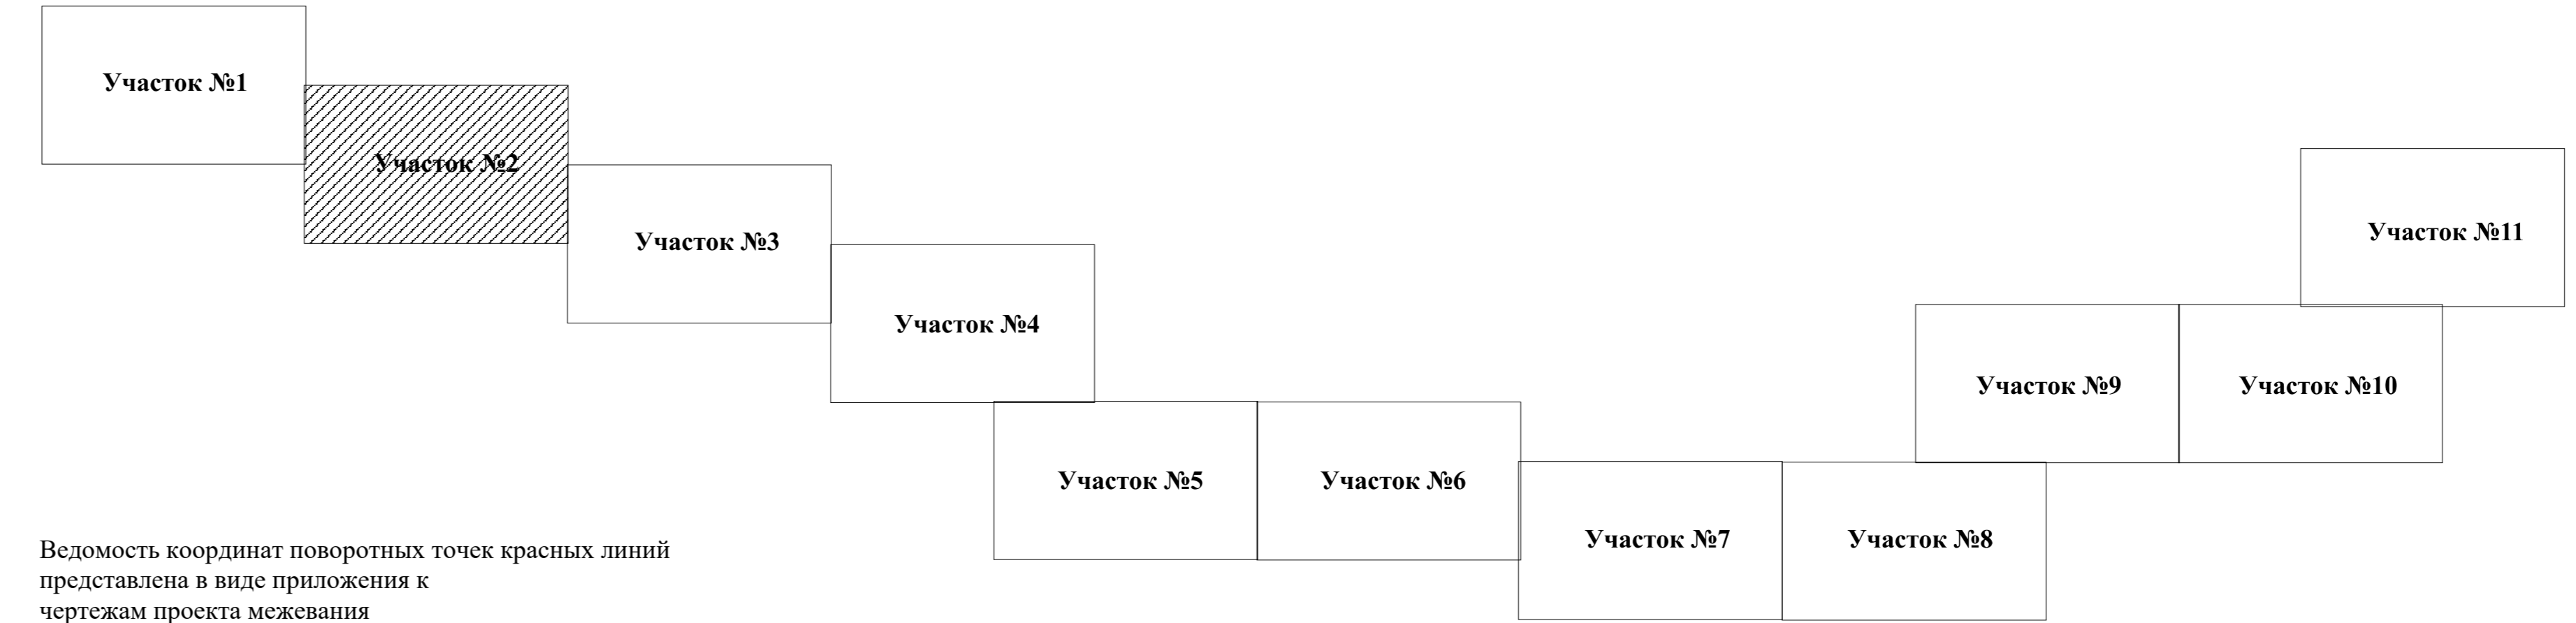 Участок №1
Участок №2
Участок №3
Участок №4
Участок №5
Участок №6
Участок №7
Участок №8
Участок №9
Участок №10
Участок №11
Ведомость координат поворотных точек красных линий
представлена в виде приложения к
чертежам проекта межевания